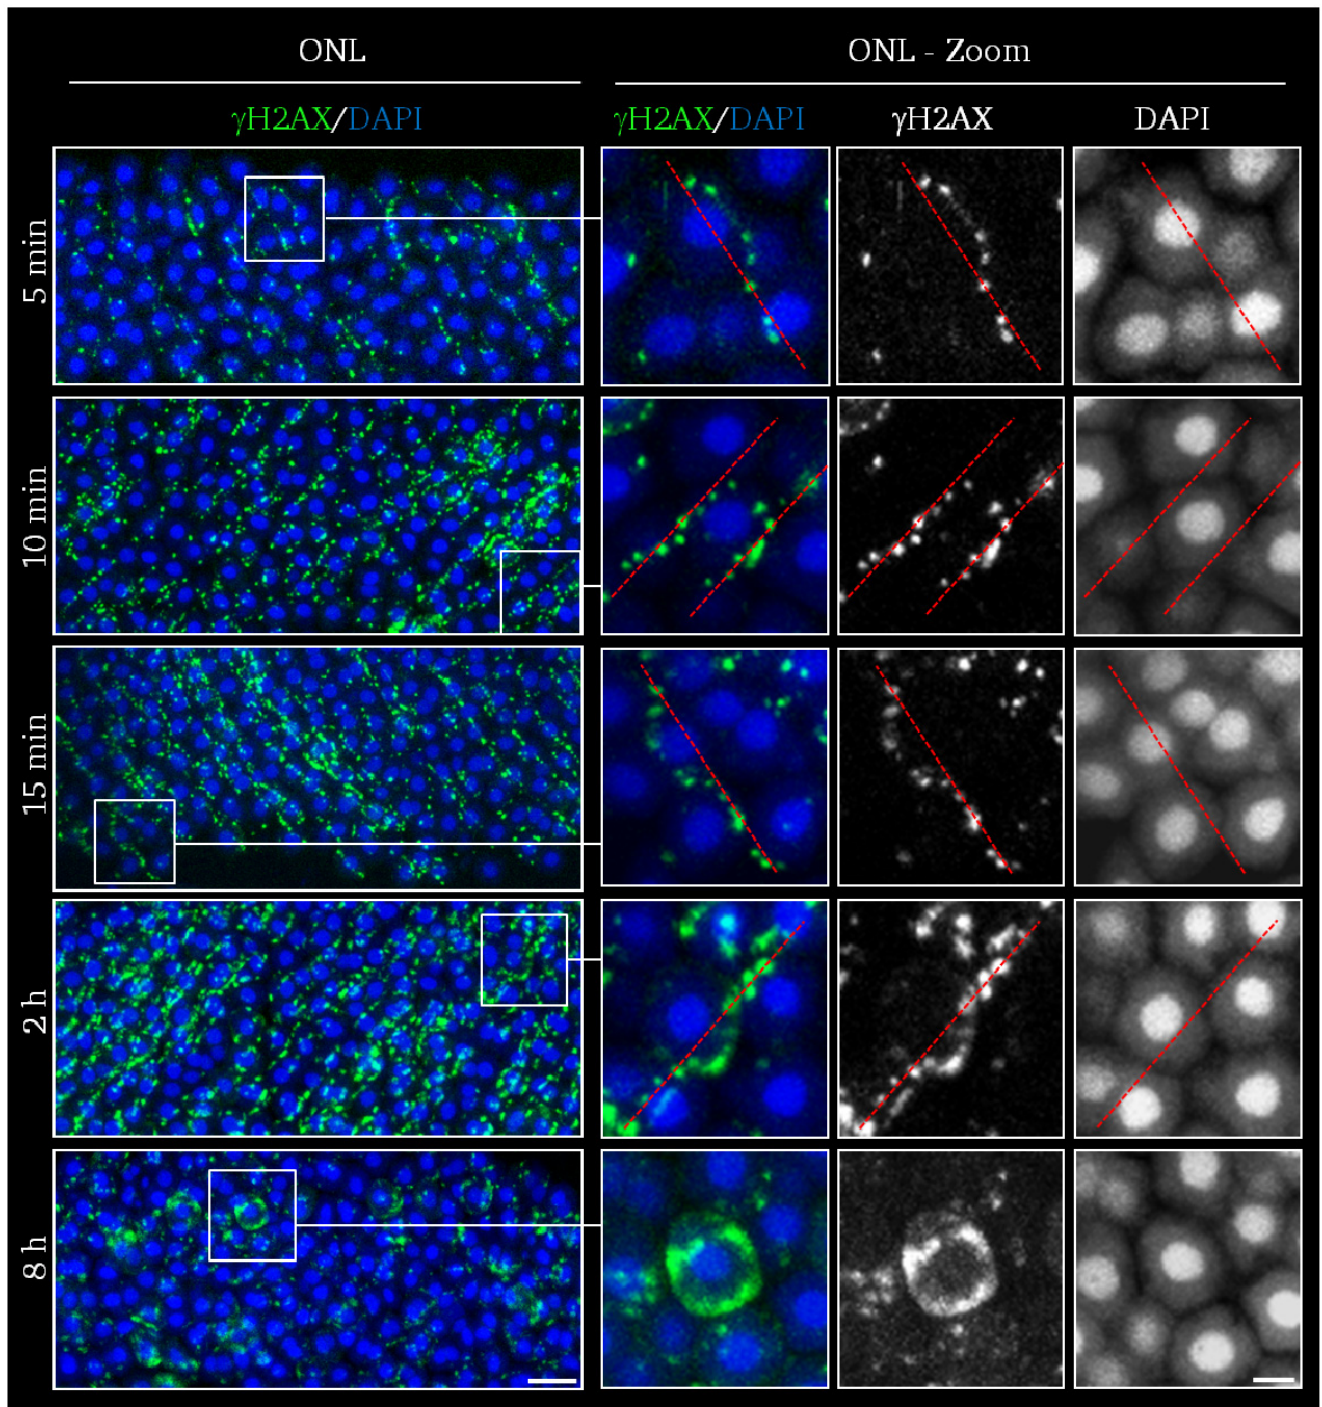 ONL
ONL - Zoom
γH2AX/DAPI
γH2AX/DAPI
γH2AX
DAPI
5 min
10 min
15 min
2 h
8 h